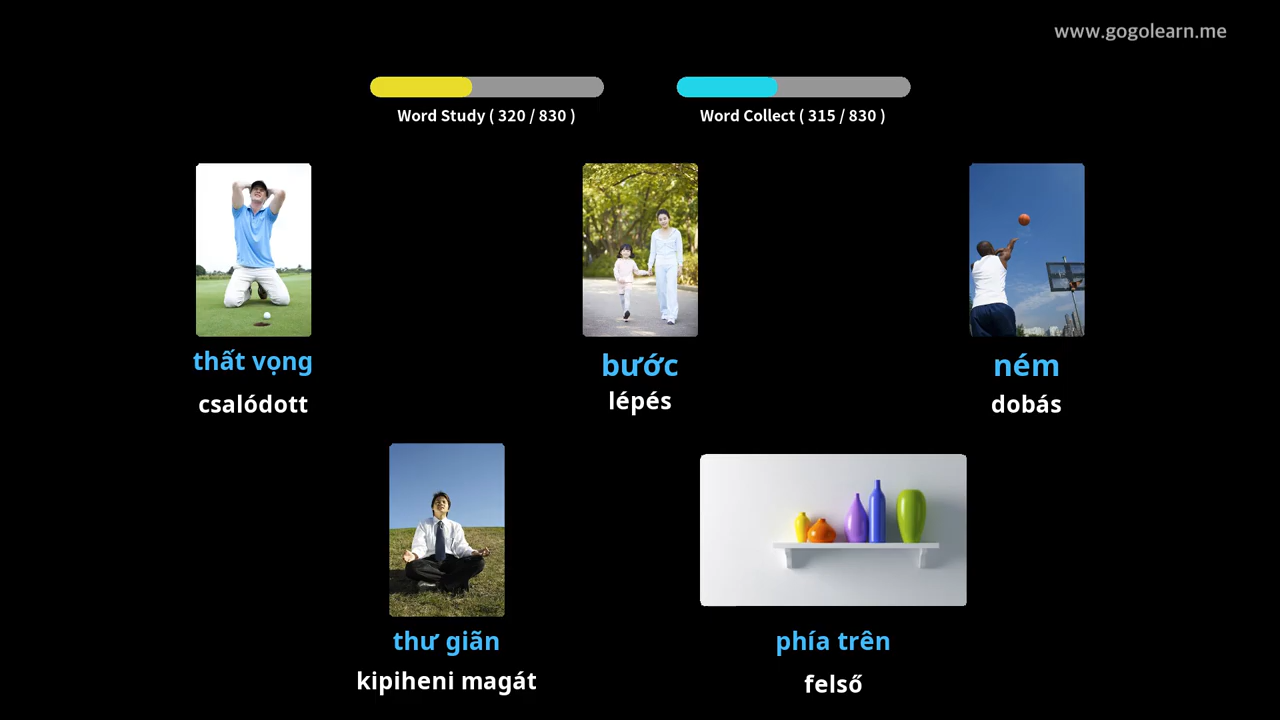 www.gogolearn.me
Word Study ( 320 / 830 )
Word Collect ( 315 / 830 )
thất vọng
csalódott
bước
lépés
ném
dobás
thư giãn
kipiheni magát
phía trên
felső